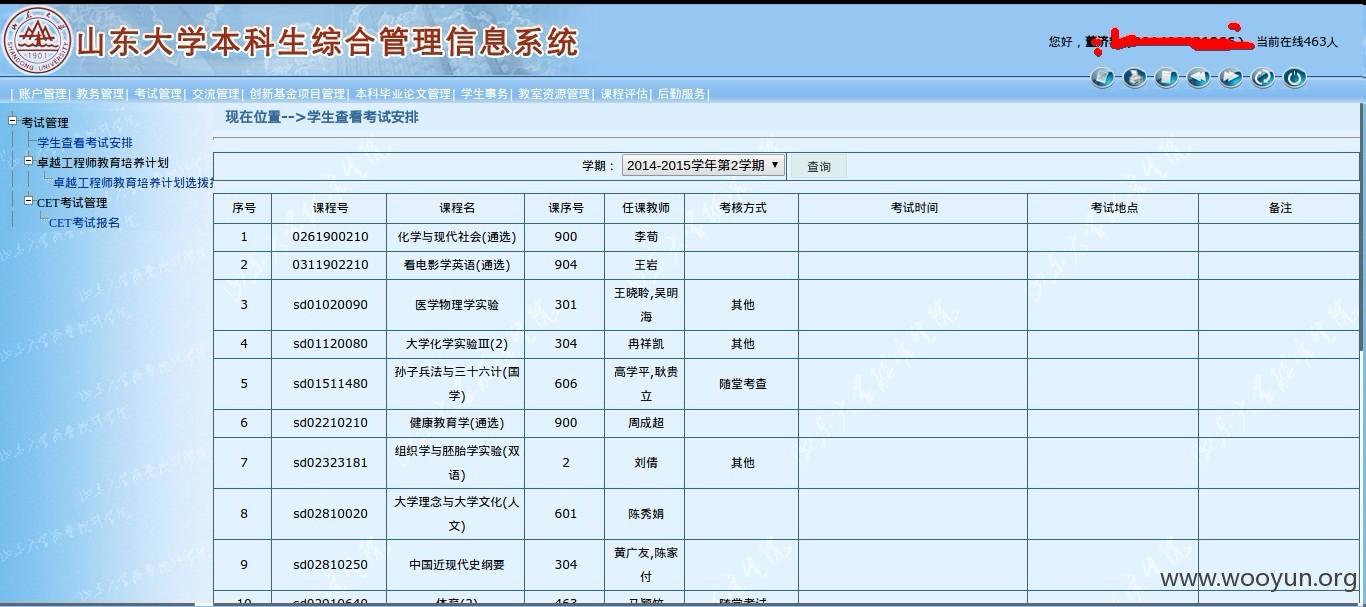 山东大学本科生综合管理信息系统
您好，
当前在线463人
| 账户管理| 教务管理| 考试管理| 交流管理| 创新基金项目管理| 本科毕业论文管理| 学生事务| 教室资源管理| 课程评估| 后勤服务|
考试管理
学生查看考试安排
卓越工程师教育培养计划
卓越工程师教育培养计划选拨
CET考试管理
CET考试报名
现在位置-->学生查看考试安排
学期： 2014-2015学年第2学期 查询
序号 课程号 课程名 课序号 任课教师 考核方式 考试时间 考试地点 备注
1 0261900210 化学与现代社会(通选) 900 李荀
2 0311902210 看电影学英语(通选) 904 王岩
3 sd01020090 医学物理学实验 301 王晓聆,吴明海 其他
4 sd01120080 大学化学实验Ⅲ(2) 304 冉祥凯 其他
5 sd01511480 孙子兵法与三十六计(国学) 606 高学平,耿贵立 随堂考查
6 sd02210210 健康教育学(通选) 900 周成超
7 sd02323181 组织学与胚胎学实验(双语) 2 刘倩 其他
8 sd02810020 大学理念与大学文化(人文) 601 陈秀娟
9 sd02810250 中国近现代史纲要 304 黄广友,陈家付
10 sd02910640 体育(2) 463 随堂考试
www.wooyun.org